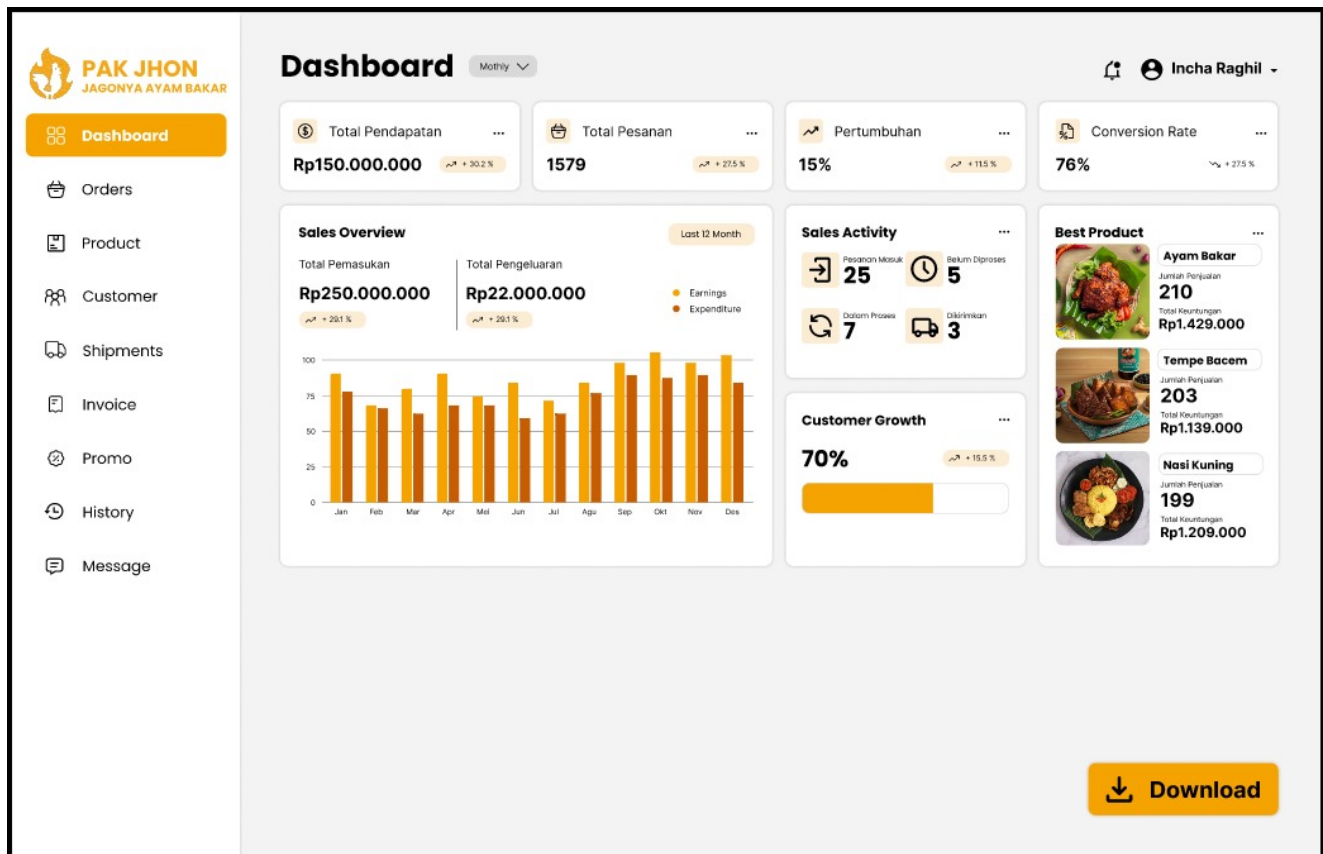 PAK JHON
JAGONYA AYAM BAKAR
Dashboard
Orders
Product
Customer
Shipments
Invoice
Promo
History
Message
Dashboard
Mothly
Incha Raghil
Total Pendapatan
Rp150.000.000
+ 30.2 %
Total Pesanan
1579
+ 27.5 %
Pertumbuhan
15%
+ 11.5 %
Conversion Rate
76%
+ 27.5 %
Sales Overview
Last 12 Month
Total Pemasukan
Rp250.000.000
+ 29.1 %
Total Pengeluaran
Rp22.000.000
+ 29.1 %
Earnings
Expenditure
100
75
50
25
0
Jan Feb Mar Apr Mei Jun Jul Agu Sep Okt Nov Des
Sales Activity
Pesanan Masuk
25
Belum Diproses
5
Dalam Proses
7
Dikirimkan
3
Customer Growth
70%
+ 15.5 %
Best Product
Ayam Bakar
Jumlah Penjualan
210
Total Keuntungan
Rp1.429.000
Tempe Bacem
Jumlah Penjualan
203
Total Keuntungan
Rp1.139.000
Nasi Kuning
Jumlah Penjualan
199
Total Keuntungan
Rp1.209.000
Download